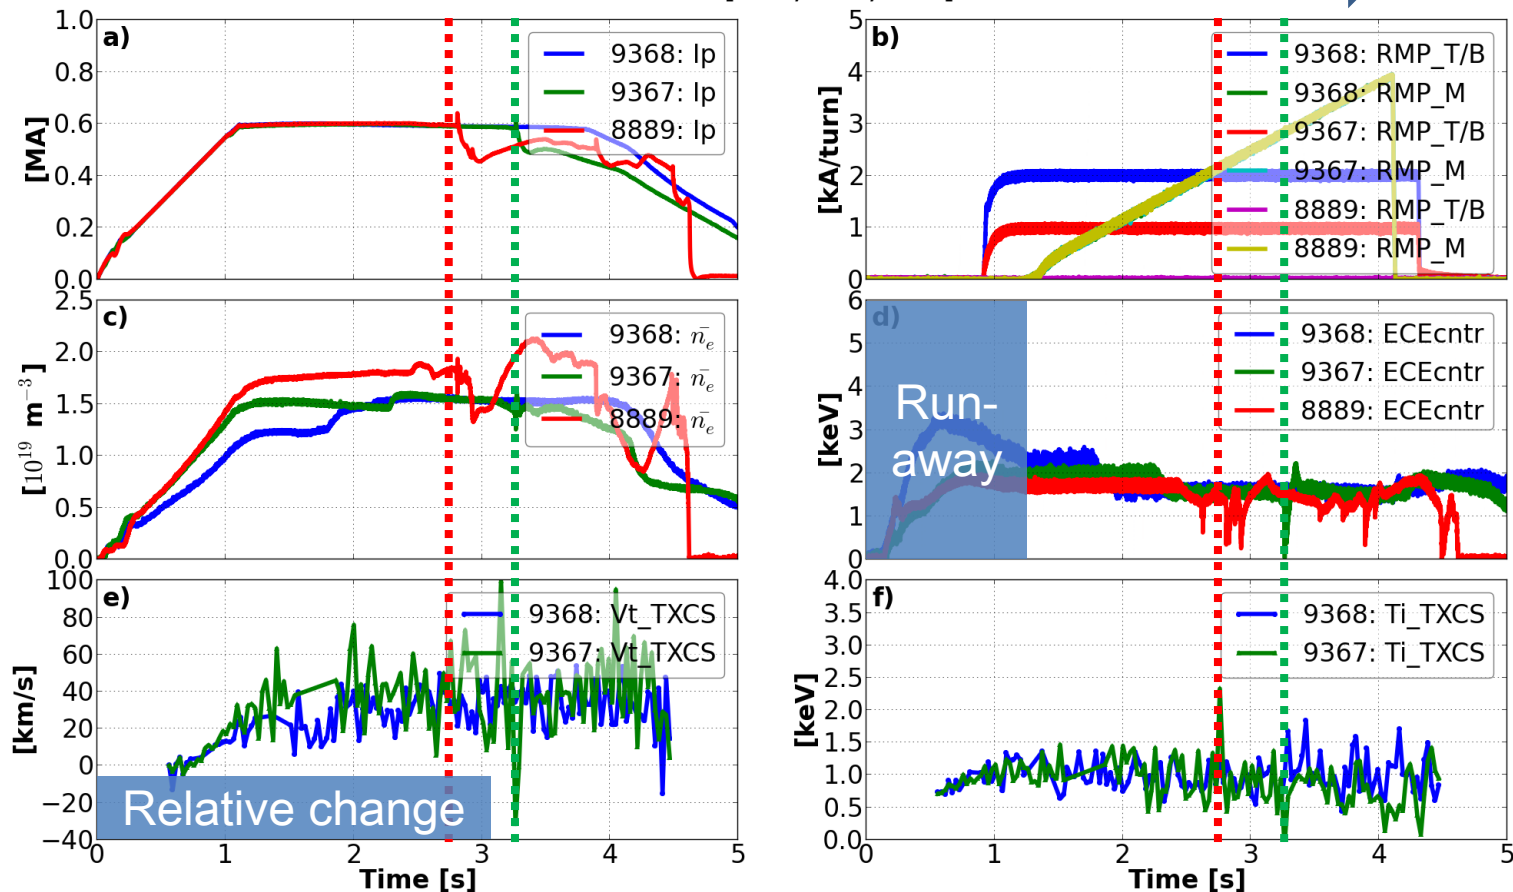 a)
1.0
0.8
0.6
0.4
0.2
0.0
[MA]
9368: Ip
9367: Ip
8889: Ip
b)
5
4
3
2
1
0
[kA/turn]
9368: RMP_T/B
9368: RMP_M
9367: RMP_T/B
9367: RMP_M
8889: RMP_T/B
8889: RMP_M
c)
2.5
2.0
1.5
1.0
0.5
0.0
[10¹⁹ m⁻³]
9368: n̄ₑ
9367: n̄ₑ
8889: n̄ₑ
d)
6
5
4
3
2
1
0
[keV]
Run-
away
9368: ECEcntr
9367: ECEcntr
8889: ECEcntr
e)
100
80
60
40
20
0
−20
−40
[km/s]
9368: Vt_TXCS
9367: Vt_TXCS
Relative change
0 1 2 3 4 5
Time [s]
f)
4.0
3.5
3.0
2.5
2.0
1.5
1.0
0.5
0.0
[keV]
9368: Ti_TXCS
9367: Ti_TXCS
0 1 2 3 4 5
Time [s]